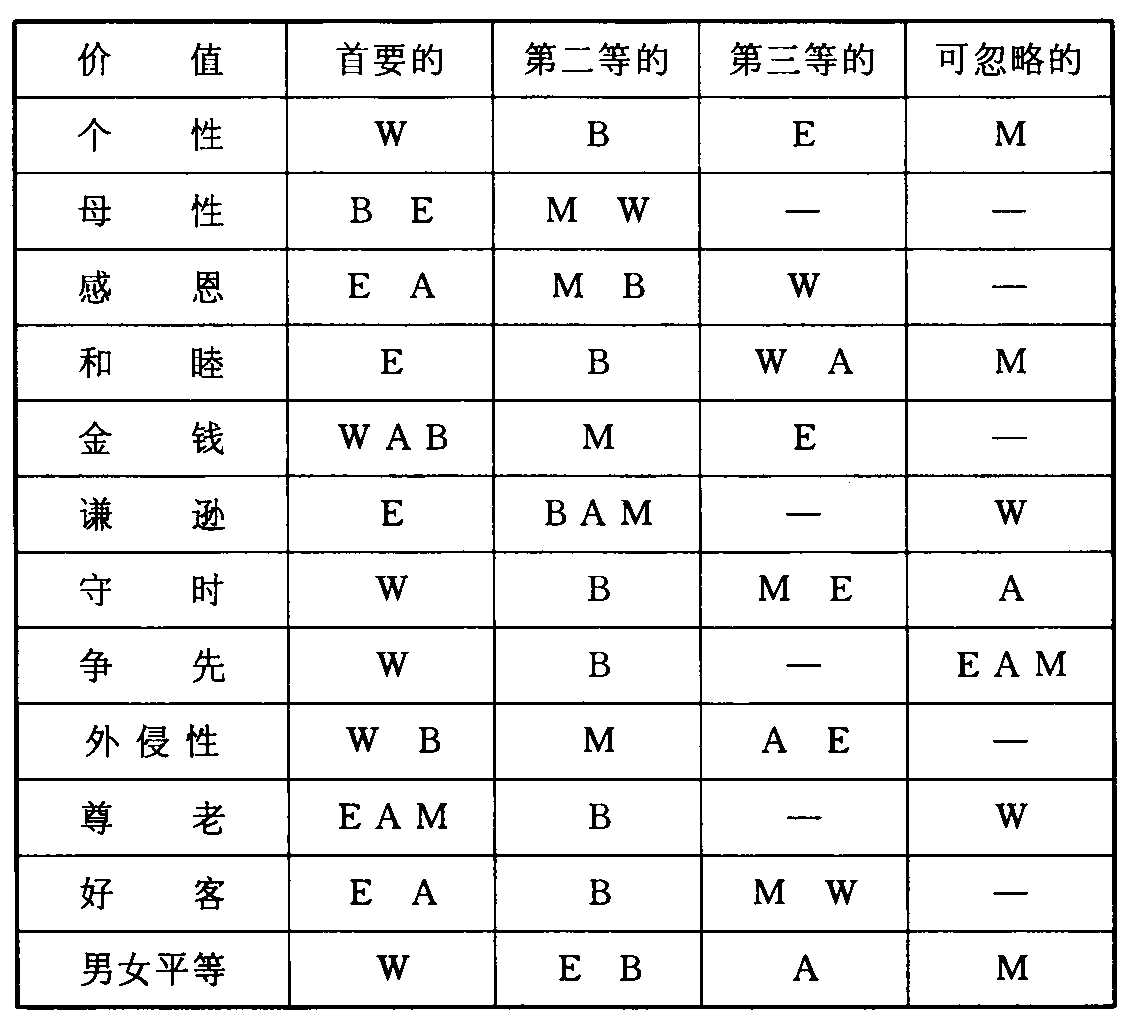 价值 首要的 第二等的 第三等的 可忽略的
个性 W B E M
母性 B E M W — —
感恩 E A M B W —
和睦 E B W A M
金钱 W A B M E —
谦逊 E B A M — W
守时 W B M E A
争先 W B — E A M
外侵性 W B M A E —
尊老 E A M B — W
好客 E A B M W —
男女平等 W E B A M